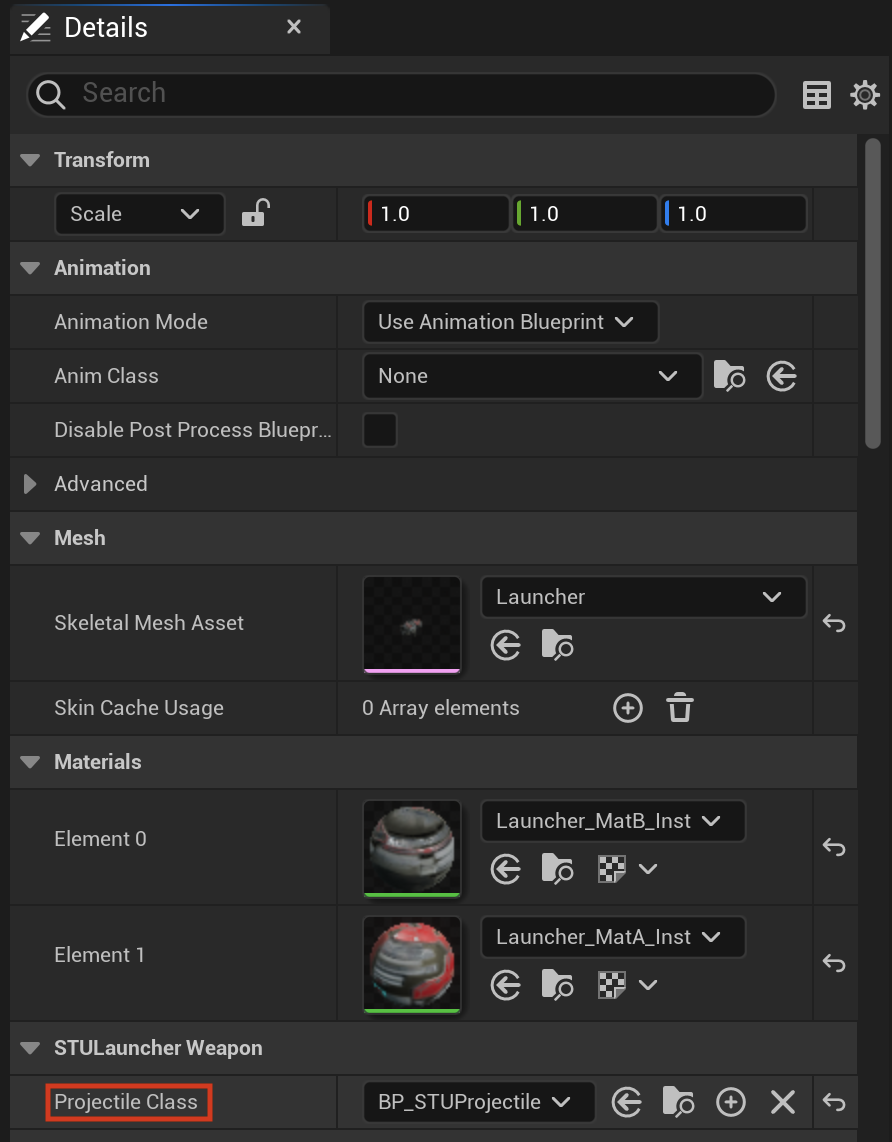 Details
Search
Transform
Scale 1.0 1.0 1.0
Animation
Animation Mode Use Animation Blueprint
Anim Class None
Disable Post Process Bluepr...
Advanced
Mesh
Skeletal Mesh Asset Launcher
Skin Cache Usage 0 Array elements
Materials
Element 0 Launcher_MatB_Inst
Element 1 Launcher_MatA_Inst
STULauncher Weapon
Projectile Class BP_STUProjectile